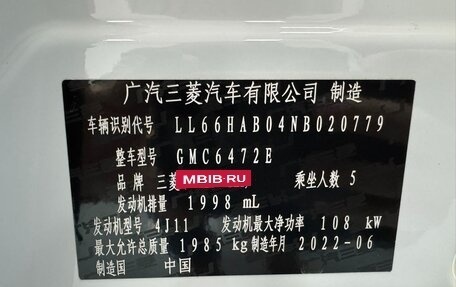 广汽三菱汽车有限公司 制造
车辆识别代号 LL66HAB04NB020779
整车型号 GMC6472E
品牌 三菱 MBIB.RU 乘坐人数 5
发动机排量 1998 mL
发动机型号 4J11 发动机最大净功率 108 kW
最大允许总质量 1985 kg 制造年月 2022-06
制造国 中国